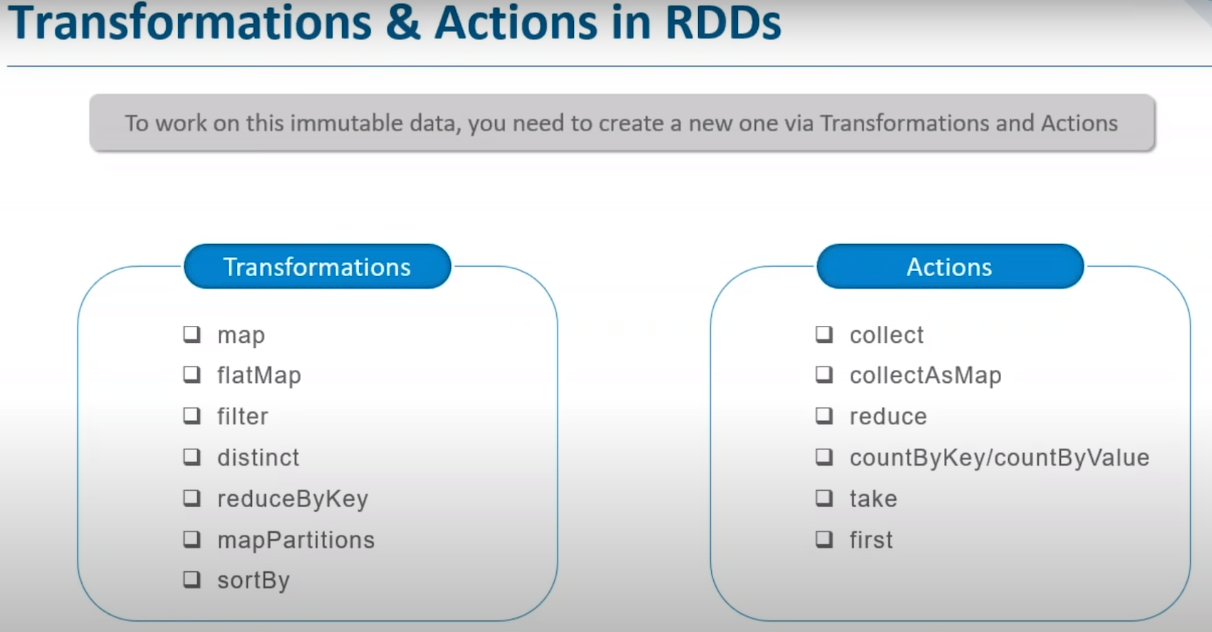 Transformations & Actions in RDDs
To work on this immutable data, you need to create a new one via Transformations and Actions
Transformations
map
flatMap
filter
distinct
reduceByKey
mapPartitions
sortBy
Actions
collect
collectAsMap
reduce
countByKey/countByValue
take
first